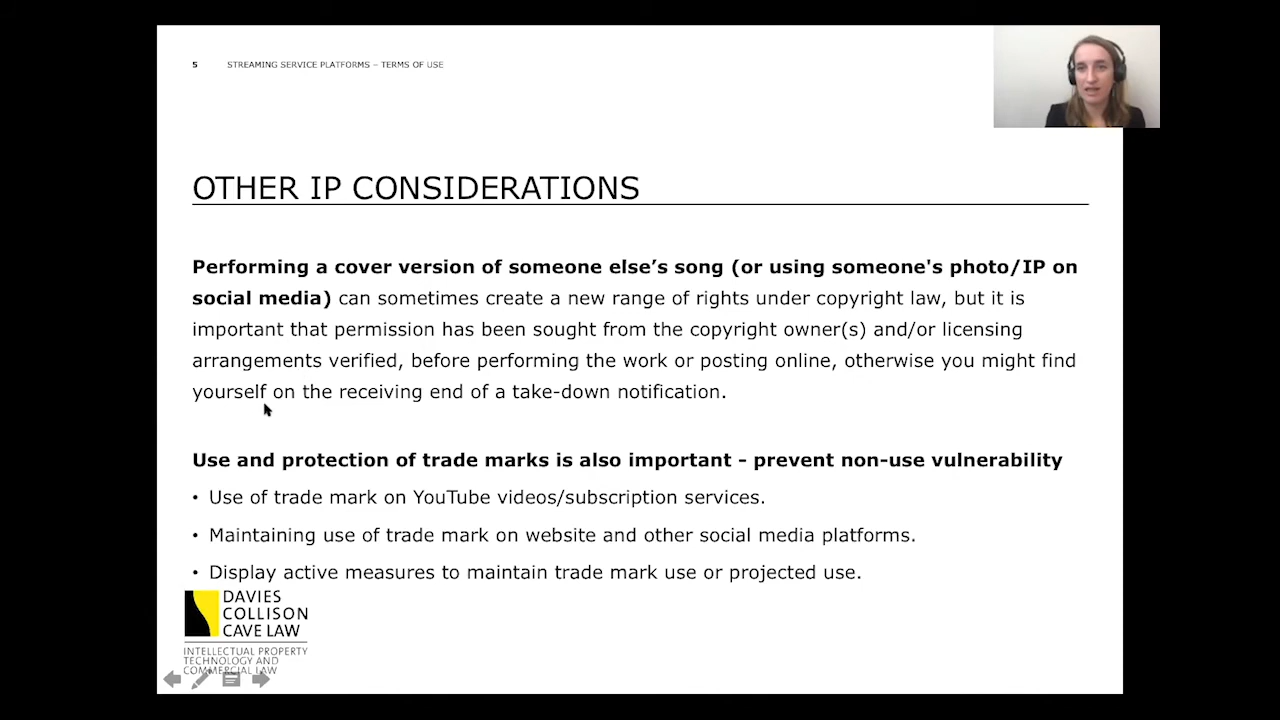 5 STREAMING SERVICE PLATFORMS – TERMS OF USE
OTHER IP CONSIDERATIONS
Performing a cover version of someone else’s song (or using someone's photo/IP on
social media) can sometimes create a new range of rights under copyright law, but it is
important that permission has been sought from the copyright owner(s) and/or licensing
arrangements verified, before performing the work or posting online, otherwise you might find
yourself on the receiving end of a take-down notification.
Use and protection of trade marks is also important - prevent non-use vulnerability
• Use of trade mark on YouTube videos/subscription services.
• Maintaining use of trade mark on website and other social media platforms.
• Display active measures to maintain trade mark use or projected use.
DAVIES
COLLISON
CAVE LAW
INTELLECTUAL PROPERTY
TECHNOLOGY AND
COMMERCIAL LAW